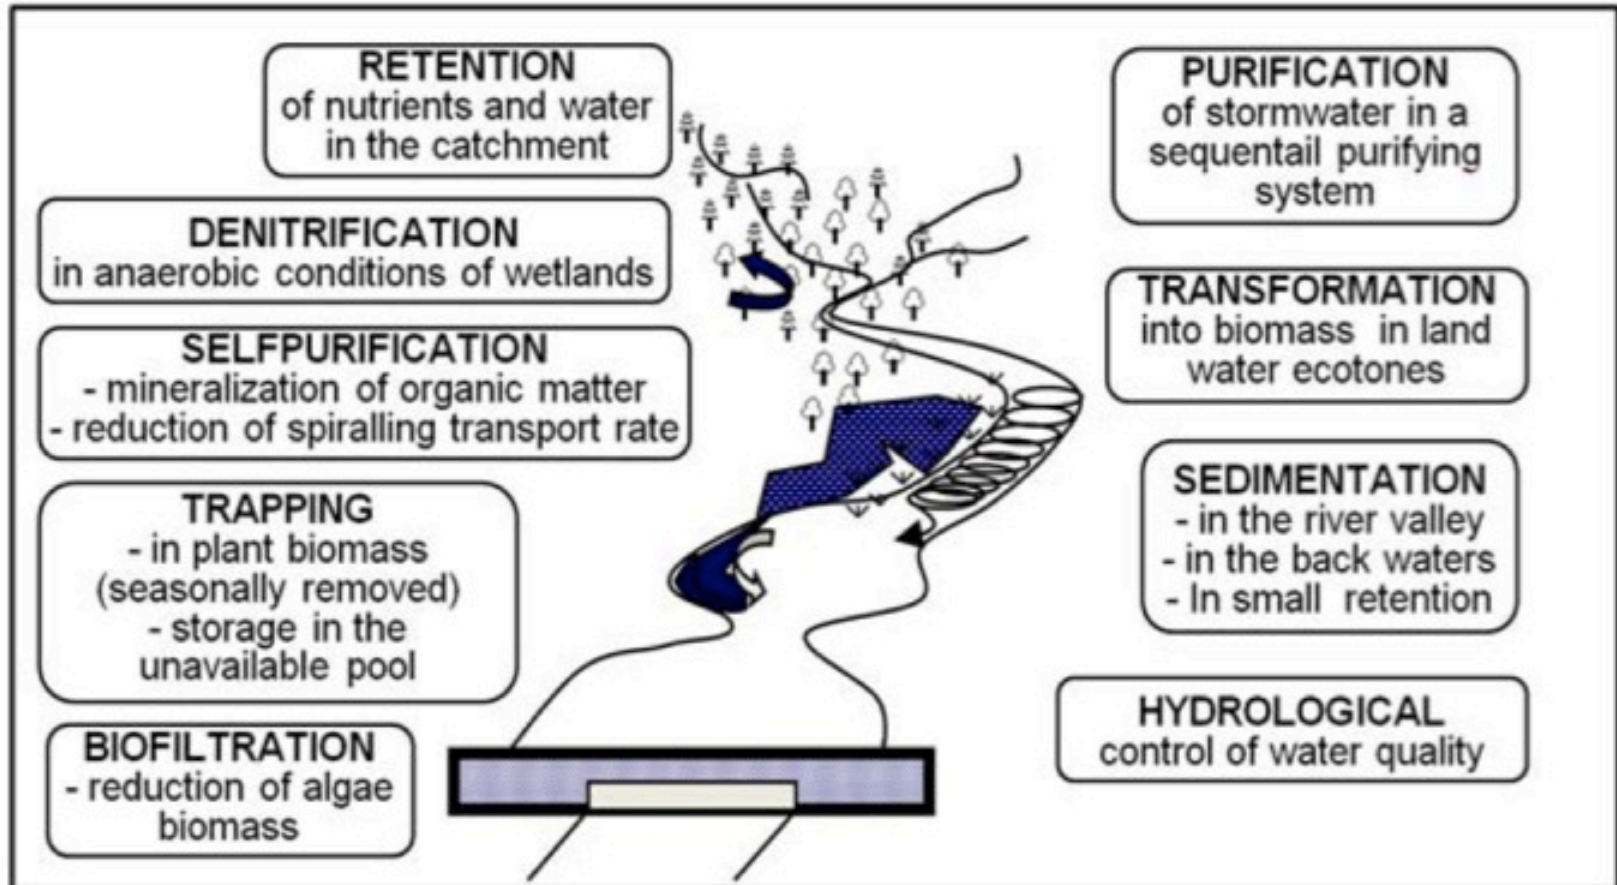 RETENTION
of nutrients and water
in the catchment
DENITRIFICATION
in anaerobic conditions of wetlands
SELFPURIFICATION
- mineralization of organic matter
- reduction of spiralling transport rate
TRAPPING
- in plant biomass
(seasonally removed)
- storage in the
unavailable pool
BIOFILTRATION
- reduction of algae
biomass
PURIFICATION
of stormwater in a
sequentail purifying
system
TRANSFORMATION
into biomass in land
water ecotones
SEDIMENTATION
- in the river valley
- in the back waters
- In small retention
HYDROLOGICAL
control of water quality